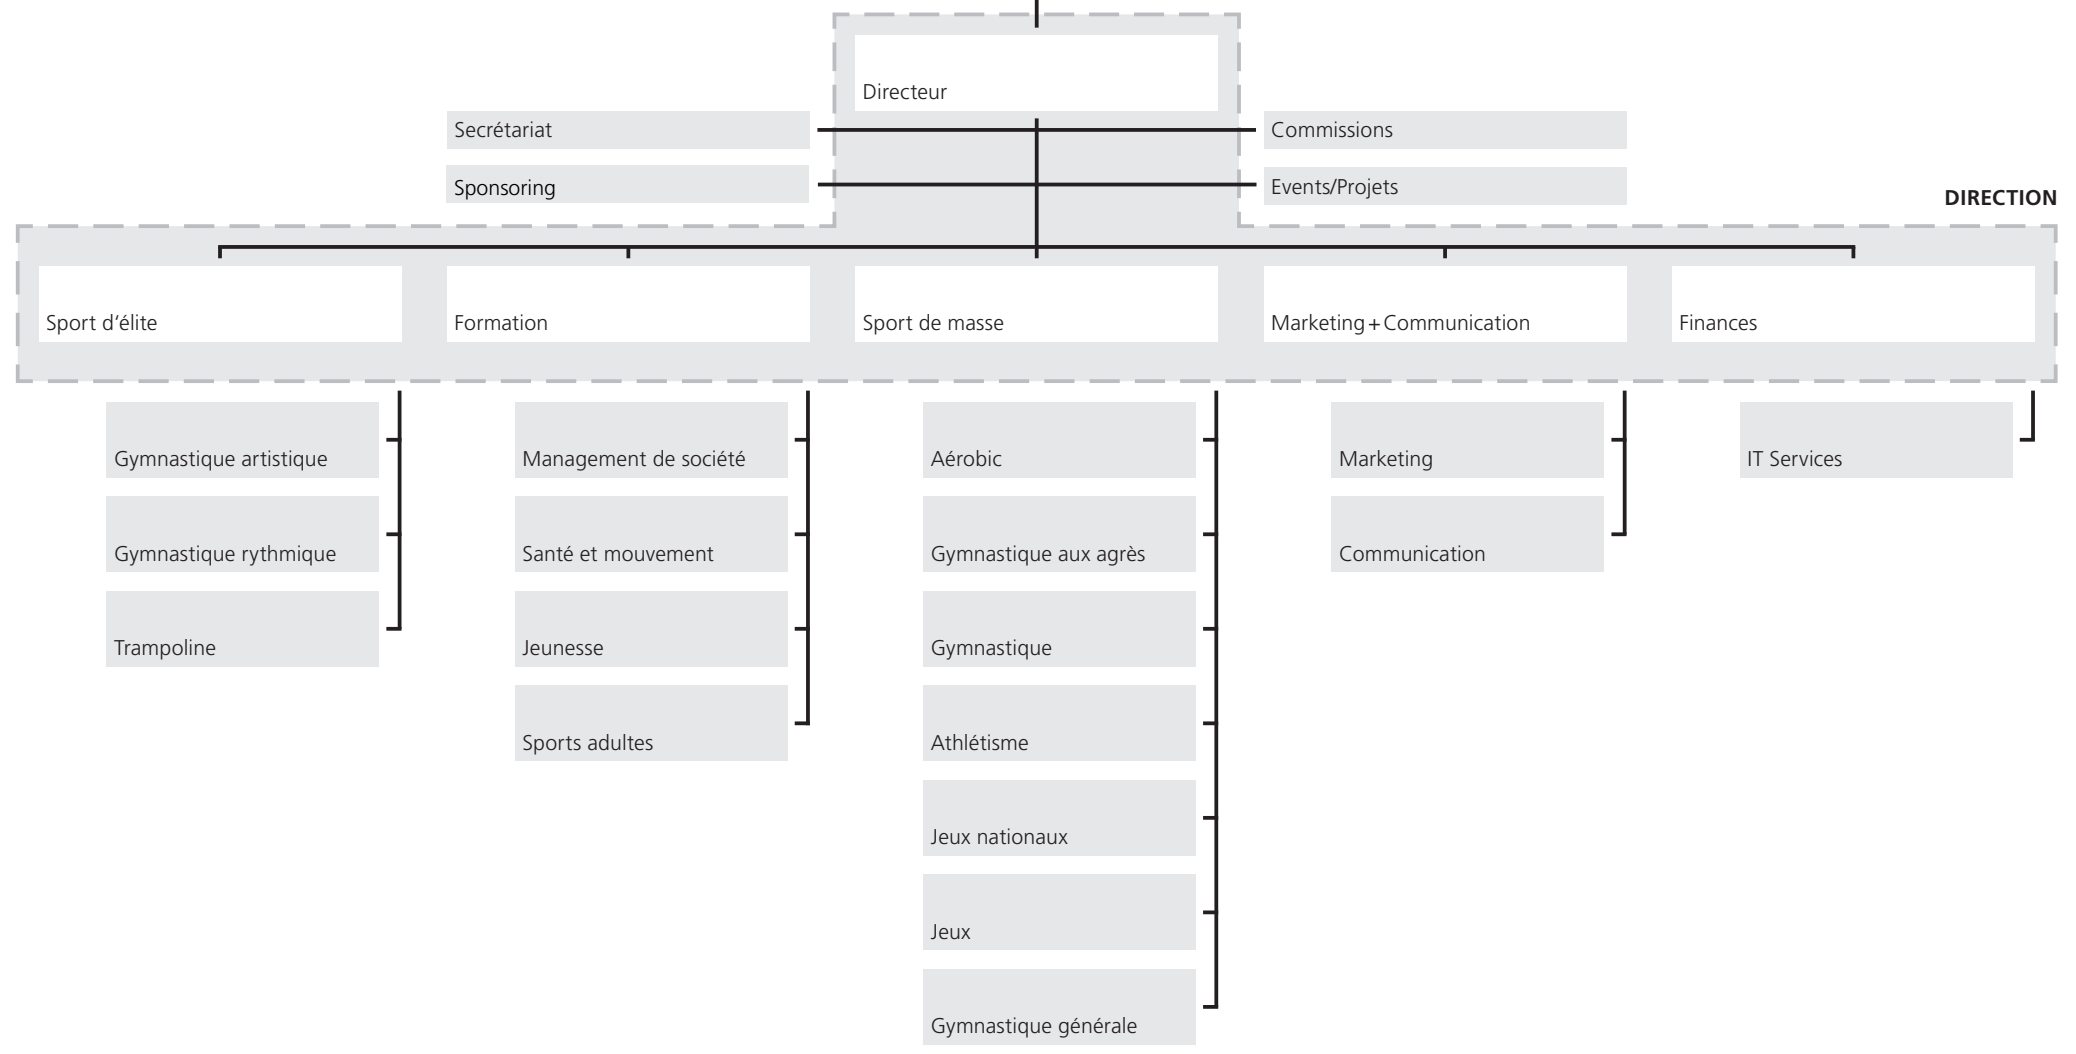 Directeur
Secrétariat
Commissions
Sponsoring
Events/Projets
DIRECTION
Sport d‘élite
Formation
Sport de masse
Marketing+Communication
Finances
Gymnastique artistique
Management de société
Aérobic
Marketing
IT Services
Gymnastique rythmique
Santé et mouvement
Gymnastique aux agrès
Communication
Trampoline
Jeunesse
Gymnastique
Sports adultes
Athlétisme
Jeux nationaux
Jeux
Gymnastique générale